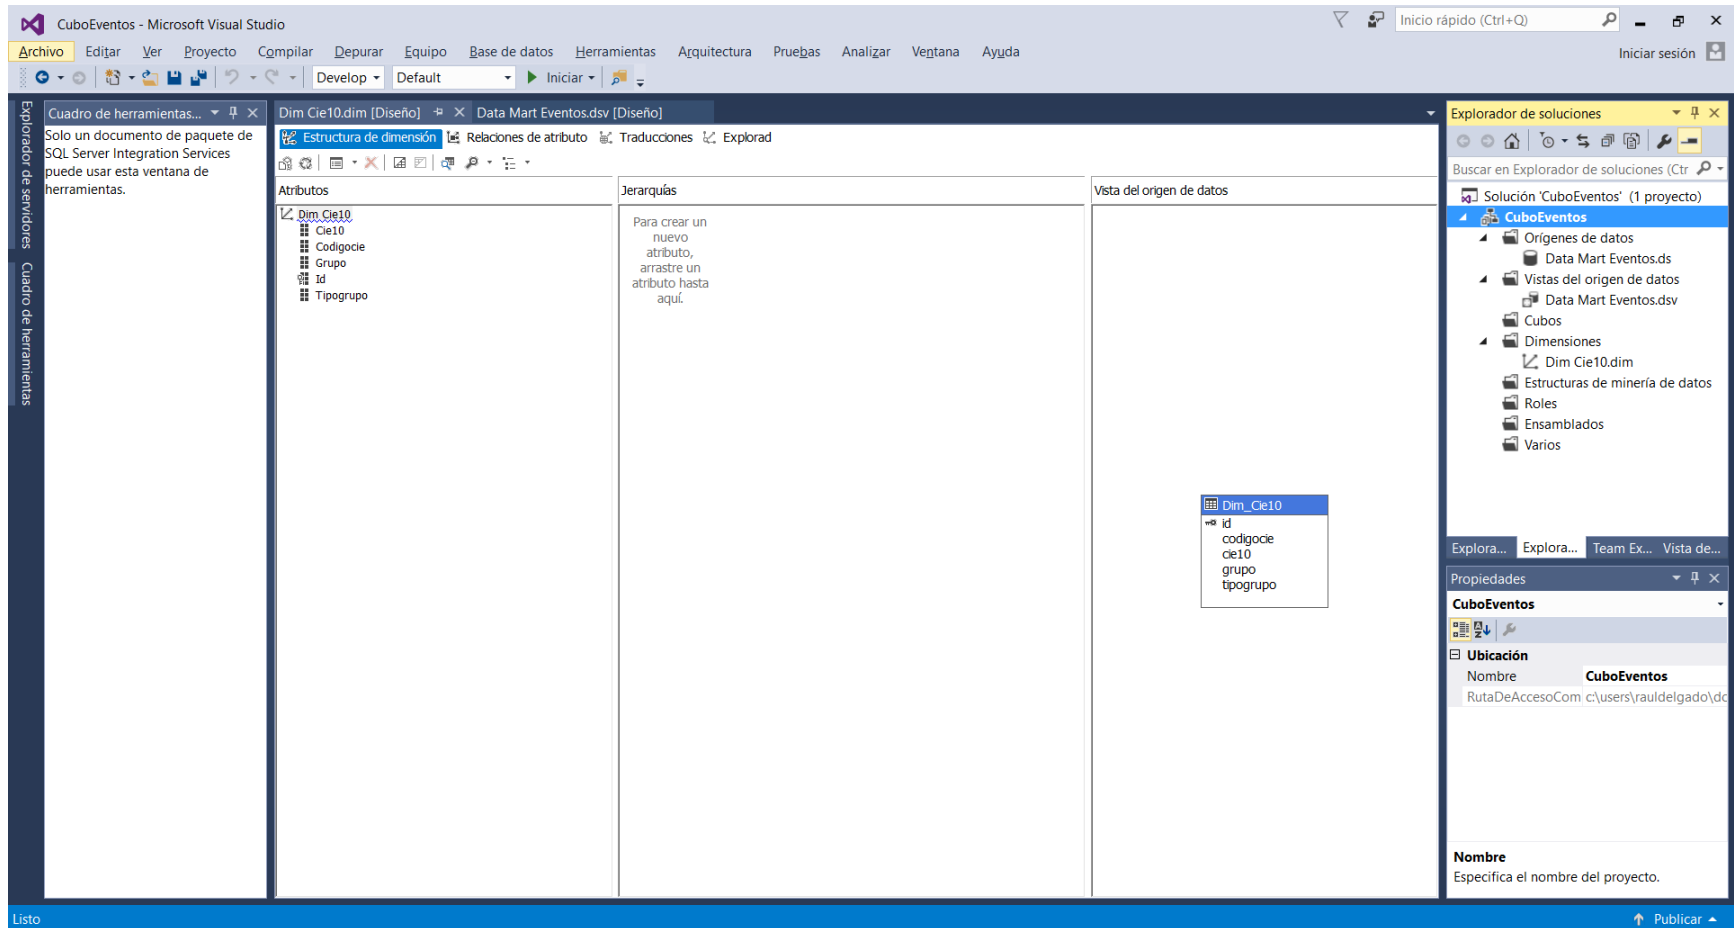 CuboEventos - Microsoft Visual Studio
Inicio rápido (Ctrl+Q)
Archivo Editar Ver Proyecto Compilar Depurar Equipo Base de datos Herramientas Arquitectura Pruebas Analizar Ventana Ayuda
Iniciar sesión
Develop Default Iniciar
Explorador de servidores
Cuadro de herramientas
Cuadro de herramientas...
Solo un documento de paquete de
SQL Server Integration Services
puede usar esta ventana de
herramientas.
Dim Cie10.dim [Diseño] Data Mart Eventos.dsv [Diseño]
Estructura de dimensión Relaciones de atributo Traducciones Explorad
Atributos
Dim Cie10
Cie10
Codigocie
Grupo
Id
Tipogrupo
Jerarquías
Para crear un
nuevo
atributo,
arrastre un
atributo hasta
aquí.
Vista del origen de datos
Dim_Cie10
id
codigocie
cie10
grupo
tipogrupo
Explorador de soluciones
Buscar en Explorador de soluciones (Ctr
Solución 'CuboEventos' (1 proyecto)
CuboEventos
Orígenes de datos
Data Mart Eventos.ds
Vistas del origen de datos
Data Mart Eventos.dsv
Cubos
Dimensiones
Dim Cie10.dim
Estructuras de minería de datos
Roles
Ensamblados
Varios
Explora... Explora... Team Ex... Vista de...
Propiedades
CuboEventos
Ubicación
Nombre CuboEventos
RutaDeAccesoCom c:\users\rauldelgado\dc
Nombre
Especifica el nombre del proyecto.
Listo
Publicar